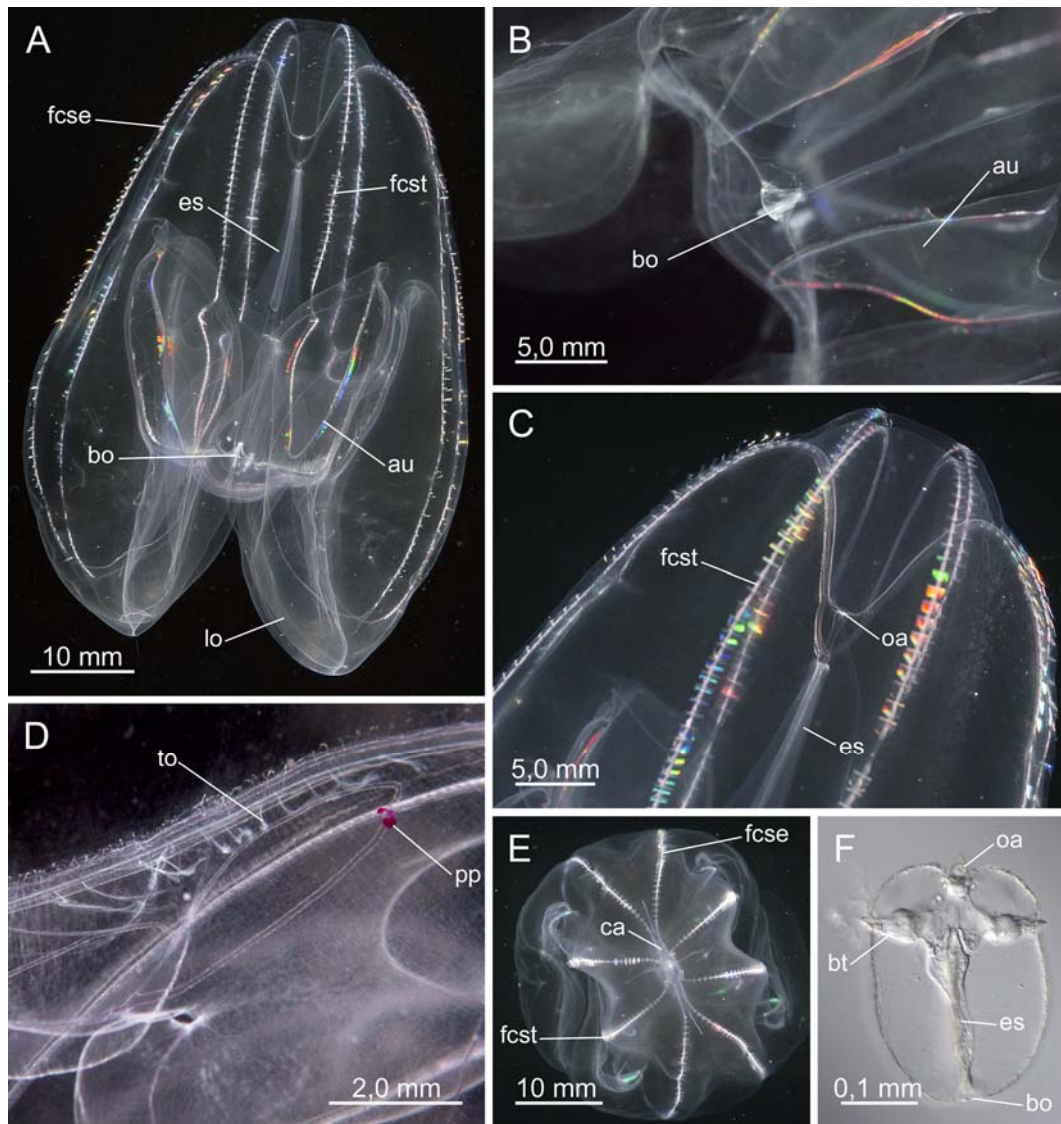 A
fcse
fcst
es
bo
au
lo
10 mm
B
au
bo
5,0 mm
C
fcst
oa
es
5,0 mm
D
to
pp
2,0 mm
E
fcse
ca
fcst
10 mm
F
oa
bt
es
bo
0,1 mm